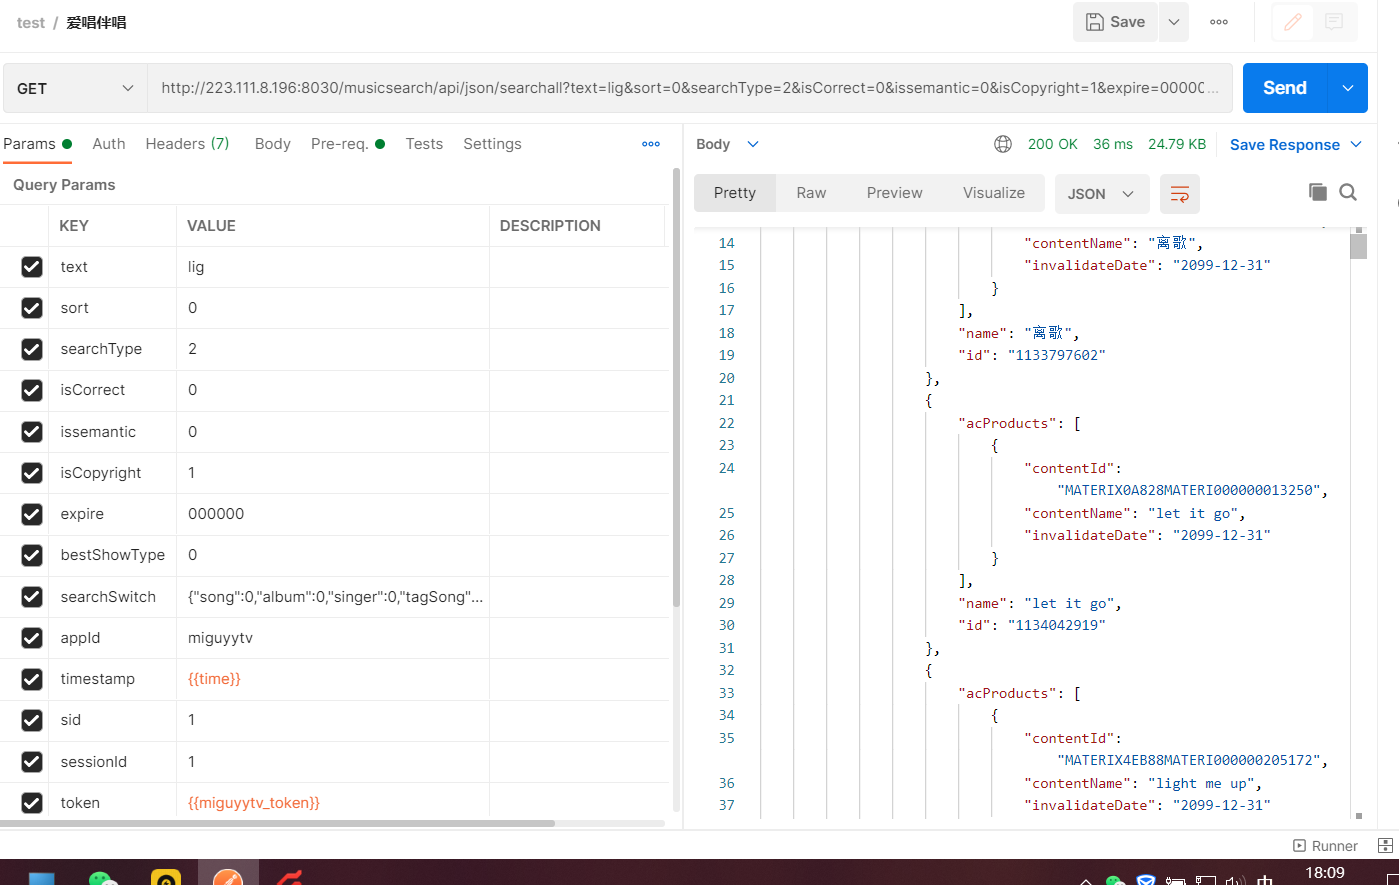 test / 爱唱伴唱
Save
GET
http://223.111.8.196:8030/musicsearch/api/json/searchall?text=lig&sort=0&searchType=2&isCorrect=0&issemantic=0&isCopyright=1&expire=0000(...
Send
Params
Auth
Headers (7)
Body
Pre-req.
Tests
Settings
Query Params
KEY VALUE DESCRIPTION
text lig
sort 0
searchType 2
isCorrect 0
issemantic 0
isCopyright 1
expire 000000
bestShowType 0
searchSwitch {"song":0,"album":0,"singer":0,"tagSong"...
appId miguyytv
timestamp {{time}}
sid 1
sessionId 1
token {{miguyytv_token}}
Body
200 OK 36 ms 24.79 KB
Save Response
Pretty Raw Preview Visualize
JSON
14 "contentName": "离歌",
15 "invalidateDate": "2099-12-31"
16 }
17 ],
18 "name": "离歌",
19 "id": "1133797602"
20 },
21 {
22 "acProducts": [
23 {
24 "contentId":
"MATERIX0A828MATERI000000013250",
25 "contentName": "let it go",
26 "invalidateDate": "2099-12-31"
27 }
28 ],
29 "name": "let it go",
30 "id": "1134042919"
31 },
32 {
33 "acProducts": [
34 {
35 "contentId":
"MATERIX4EB88MATERI000000205172",
36 "contentName": "light me up",
37 "invalidateDate": "2099-12-31"
Runner
中
18:09